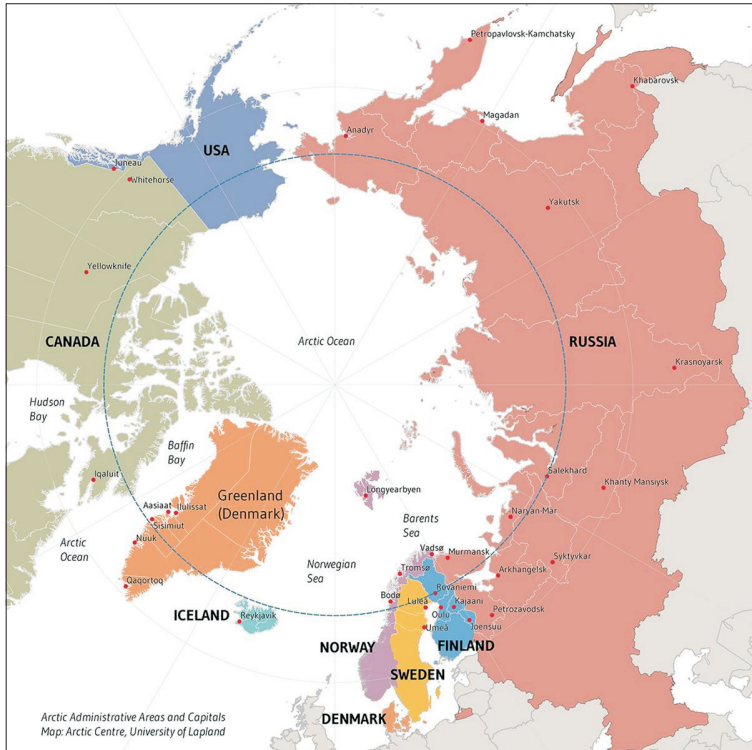 Petropavlovsk-Kamchatsky
Khabarovsk
Magadan
Anadyr
USA
Juneau
Whitehorse
Yakutsk
Yellowknife
CANADA
Arctic Ocean
RUSSIA
Krasnoyarsk
Hudson
Bay
Baffin
Bay
Iqaluit
Salekhard
Khanty Mansiysk
Greenland
(Denmark)
Longyearbyen
Aasiaat
Ilulissat
Sisimiut
Naryan-Mar
Barents
Sea
Arctic
Ocean
Nuuk
Vadsø
Murmansk
Syktyvkar
Norwegian
Sea
Tromsø
Arkhangelsk
Qaqortoq
Rovaniemi
Bodø
Luleå
Kajaani
Oulu
Petrozavodsk
ICELAND
Reykjavik
Umeå
Joensuu
NORWAY
FINLAND
SWEDEN
DENMARK
Arctic Administrative Areas and Capitals
Map: Arctic Centre, University of Lapland